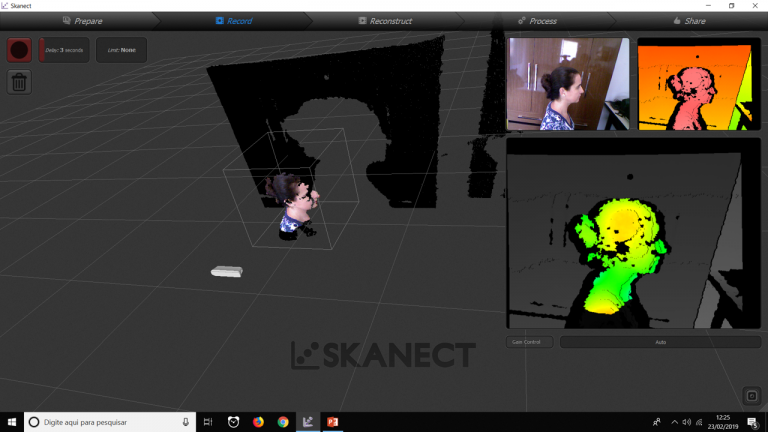 Skanect
Prepare
Record
Reconstruct
Process
Share
Delay: 3 seconds
Limit: None
SKANECT
Gain Control
Auto
Digite aqui para pesquisar
12:25
23/02/2019